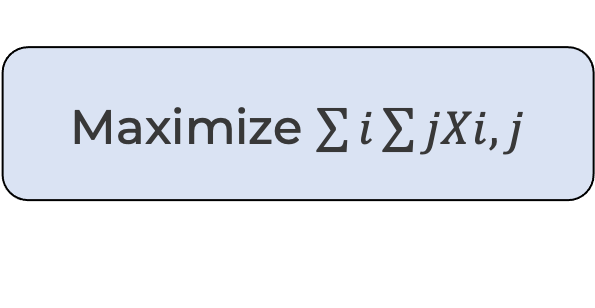 Maximize ∑ i ∑ jXi, j